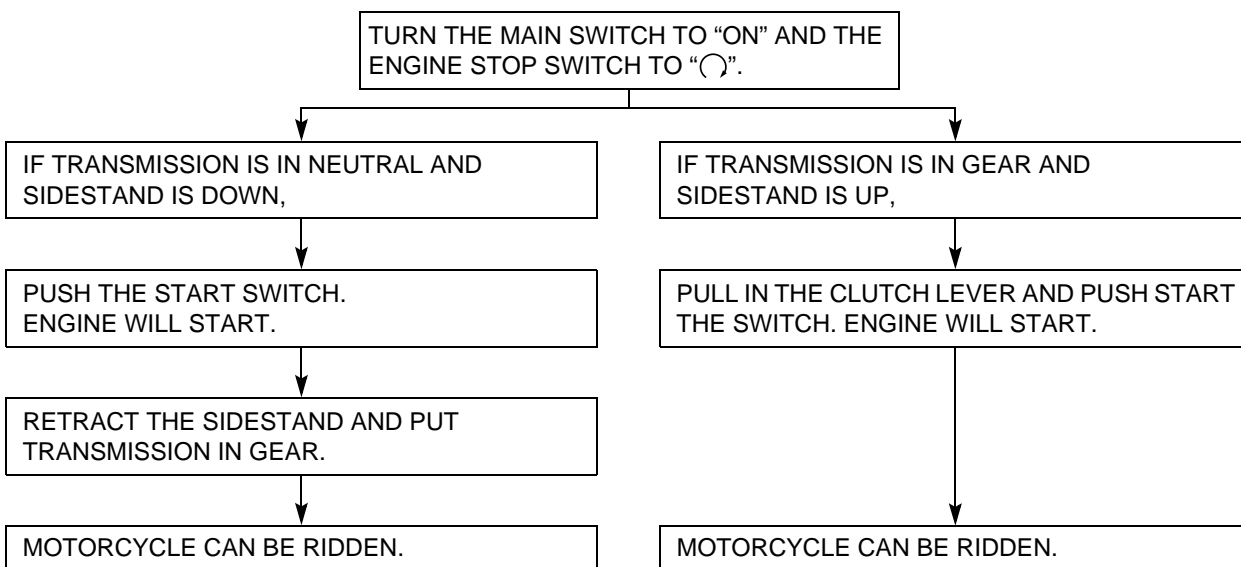 TURN THE MAIN SWITCH TO “ON” AND THE
ENGINE STOP SWITCH TO “”.
IF TRANSMISSION IS IN NEUTRAL AND
SIDESTAND IS DOWN,
PUSH THE START SWITCH.
ENGINE WILL START.
RETRACT THE SIDESTAND AND PUT
TRANSMISSION IN GEAR.
MOTORCYCLE CAN BE RIDDEN.
IF TRANSMISSION IS IN GEAR AND
SIDESTAND IS UP,
PULL IN THE CLUTCH LEVER AND PUSH START
THE SWITCH. ENGINE WILL START.
MOTORCYCLE CAN BE RIDDEN.